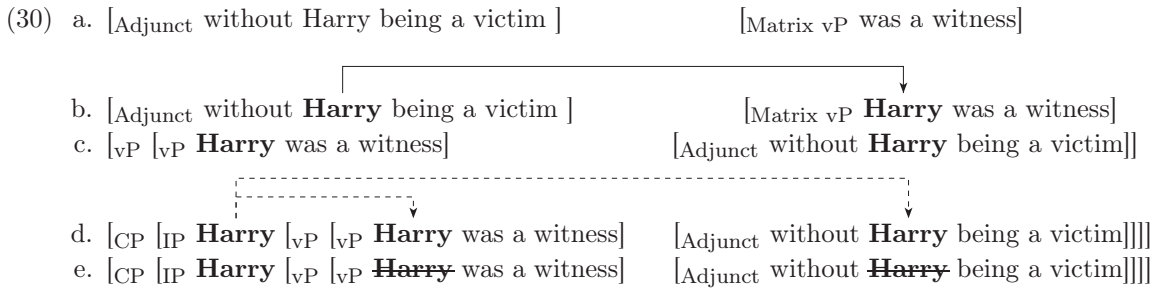 (30) a. [Adjunct without Harry being a victim ] [Matrix vP was a witness]
b. [Adjunct without Harry being a victim ] [Matrix vP Harry was a witness]
c. [vP [vP Harry was a witness] [Adjunct without Harry being a victim]]
d. [CP [IP Harry [vP [vP Harry was a witness] [Adjunct without Harry being a victim]]]]
e. [CP [IP Harry [vP [vP Harry was a witness] [Adjunct without Harry being a victim]]]]